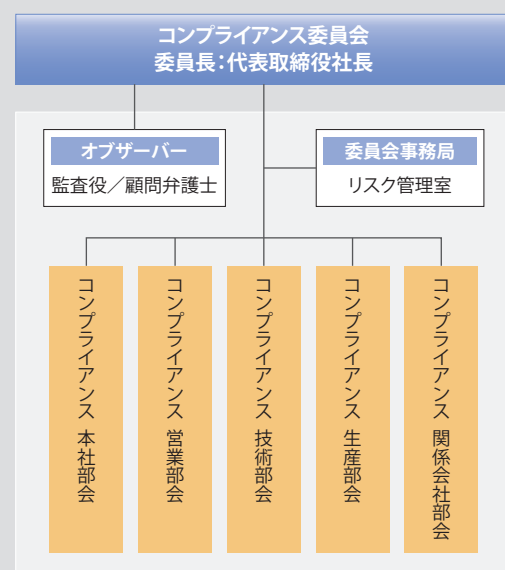 コンプライアンス委員会
委員長：代表取締役社長
オブザーバー
監査役／顧問弁護士
委員会事務局
リスク管理室
コンプライアンス 本社部会
コンプライアンス 営業部会
コンプライアンス 技術部会
コンプライアンス 生産部会
コンプライアンス 関係会社部会